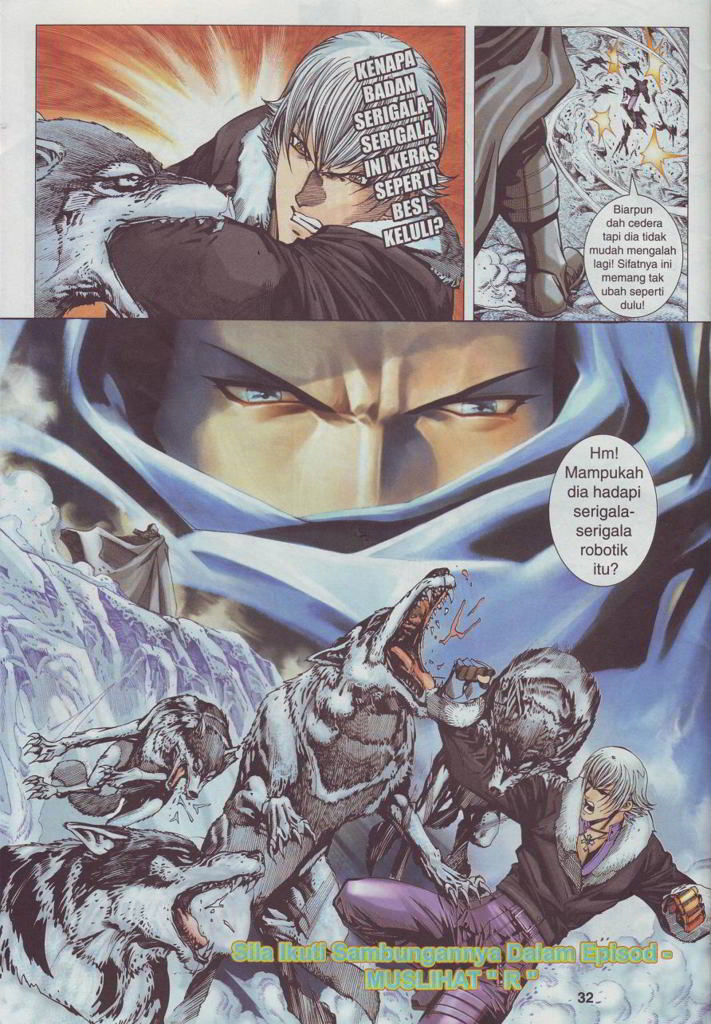 KENAPA
BADAN
SERIGALA-
SERIGALA
INI KERAS
SEPERTI
BESI
KELULI?
Biarpun
dah cedera
tapi dia tidak
mudah mengalah
lagi! Sifatnya ini
memang tak
ubah seperti
dulu!
Hm!
Mampukah
dia hadapi
serigala-
serigala
robotik
itu?
Sila Ikuti Sambungannya Dalam Episod -
MUSLIHAT " R "
32